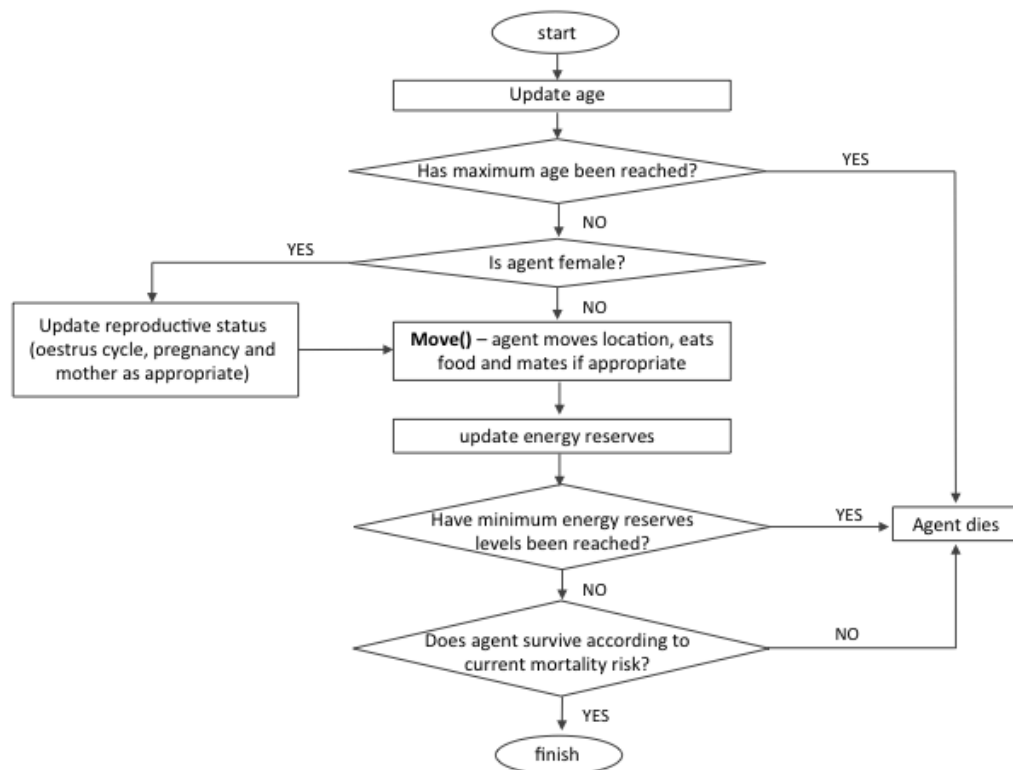 start
Update age
Has maximum age been reached?
YES
NO
YES
Is agent female?
NO
Update reproductive status
(oestrus cycle, pregnancy and
mother as appropriate)
Move() – agent moves location, eats
food and mates if appropriate
update energy reserves
Have minimum energy reserves
levels been reached?
YES
Agent dies
NO
Does agent survive according to
current mortality risk?
NO
YES
finish